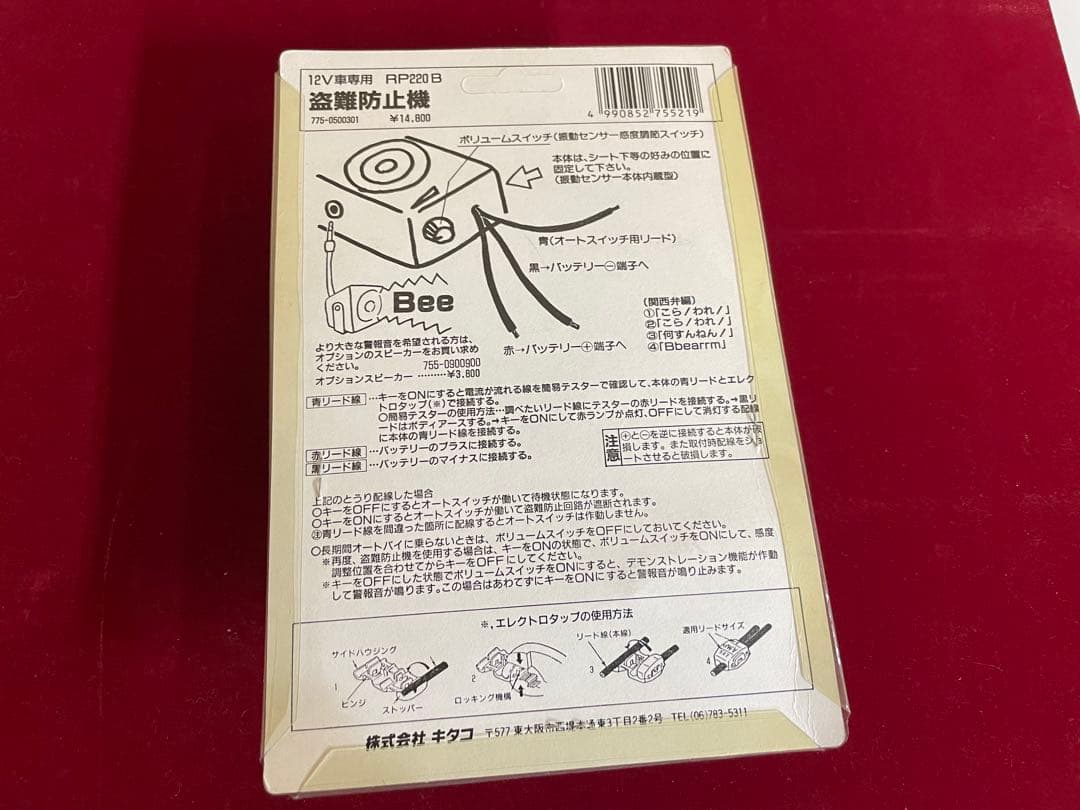 12V車専用 RP220B
盗難防止機
775-0500301 ¥14,800
4 990852 755219
ボリュームスイッチ(振動センサー感度調節スイッチ)
本体は、シート下等の好みの位置に
固定して下さい。
(振動センサー本体内蔵型)
青(オートスイッチ用リード)
黒→バッテリー⊖端子へ
Bee
(関西弁編)
①「こら!われ!」
②「こら!われ!」
③「何すんねん!」
④「Bbearrm」
より大きな警報音を希望される方は、
オプションのスピーカーをお買い求め
ください。 755-0900900
オプションスピーカー ………¥3,800
赤→バッテリー⊕端子へ
青リード線…キーをONにすると電流が流れる線を簡易テスターで確認して、本体の青リードとエレク
トロタップ(※)で接続する。
○簡易テスターの使用方法…調べたいリード線にテスターの赤リードを接続する。→黒リ
ードはボディアースする。→キーをONにして赤ランプが点灯、OFFにして消灯する配線
に本体の青リード線を接続する。
赤リード線…バッテリーのプラスに接続する。
黒リード線…バッテリーのマイナスに接続する。
注意
⊕と⊖を逆に接続すると本体が破
損します。また取付時配線をショ
ートさせると破損します。
上記のとうり配線した場合
○キーをOFFにするとオートスイッチが働いて待機状態になります。
○キーをONにするとオートスイッチが働いて盗難防止回路が遮断されます。
㊟青リード線を間違った箇所に配線するとオートスイッチは作動しません。
○長期間オートバイに乗らないときは、ボリュームスイッチをOFFにしておいてください。
※再度、盗難防止機を使用する場合は、キーをONの状態で、ボリュームスイッチをONにして、感度
調整位置を合わせてからキーをOFFにしてください。
※キーをOFFにした状態でボリュームスイッチをONにすると、デモンストレーション機能が作動
して警報音が鳴ります。この場合はあわてずにキーをONにすると警報音が鳴り止みます。
※,エレクトロタップの使用方法
サイドハウジング
1
ヒンジ
ストッパー
2
ロッキング機構
リード線(本線)
3
適用リードサイズ
4
株式会社 キタコ 〒577 東大阪市西堤本通東3丁目2番2号 TEL(06)783-5311